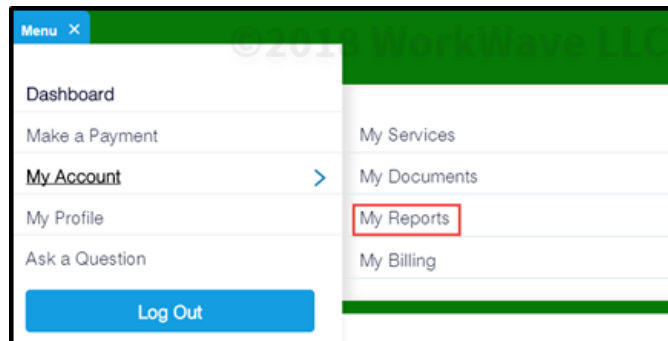 Menu ×
©2018 WorkWave LLC
Dashboard
Make a Payment
My Account
My Profile
Ask a Question
Log Out
My Services
My Documents
My Reports
My Billing